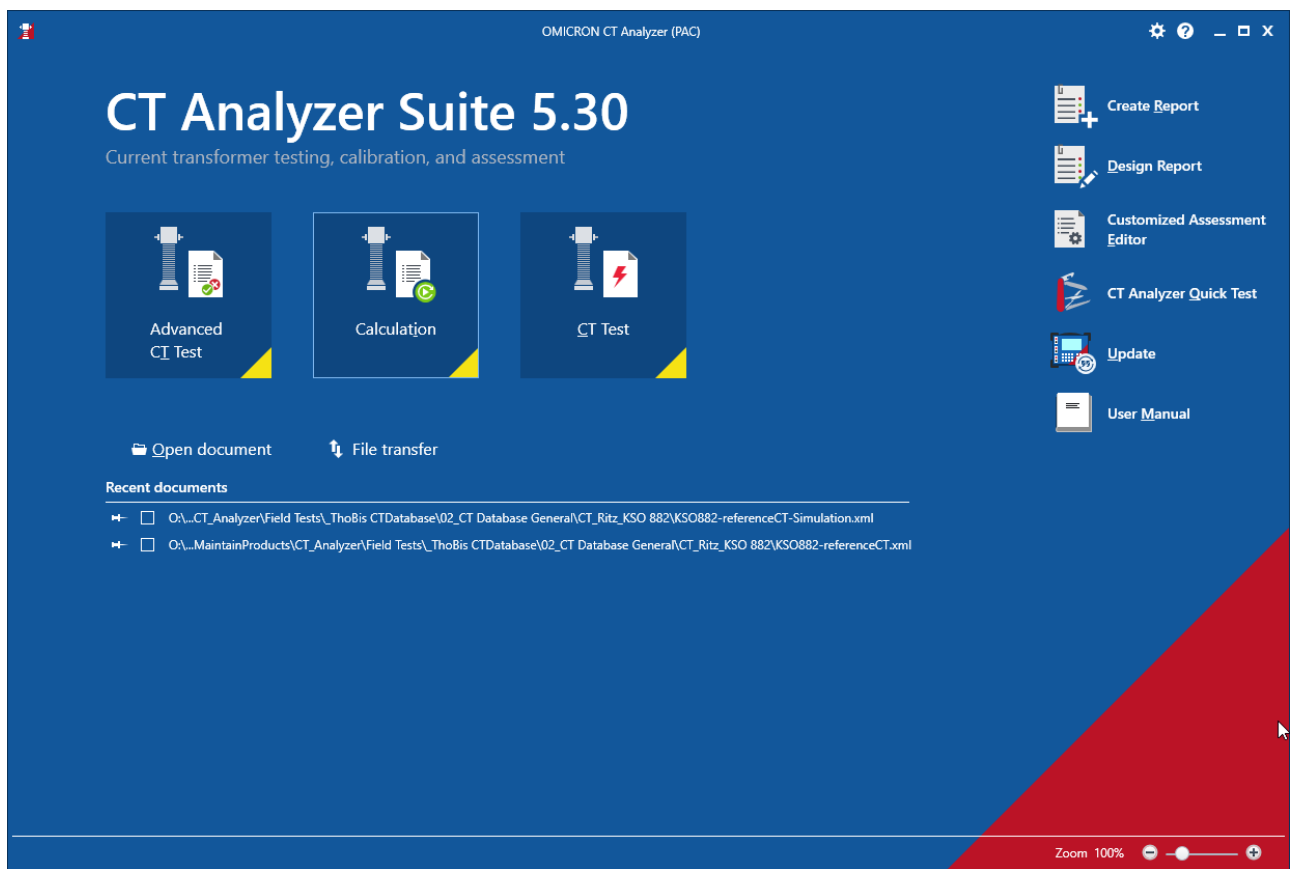 OMICRON CT Analyzer (PAC)
CT Analyzer Suite 5.30
Current transformer testing, calibration, and assessment
Advanced
CT Test
Calculation
CT Test
Open document
File transfer
Recent documents
O:\...CT_Analyzer\Field Tests\_ThoBis CTDatabase\02_CT Database General\CT_Ritz_KSO 882\KSO882-referenceCT-Simulation.xml
O:\...MaintainProducts\CT_Analyzer\Field Tests\_ThoBis CTDatabase\02_CT Database General\CT_Ritz_KSO 882\KSO882-referenceCT.xml
Create Report
Design Report
Customized Assessment
Editor
CT Analyzer Quick Test
Update
User Manual
Zoom 100%